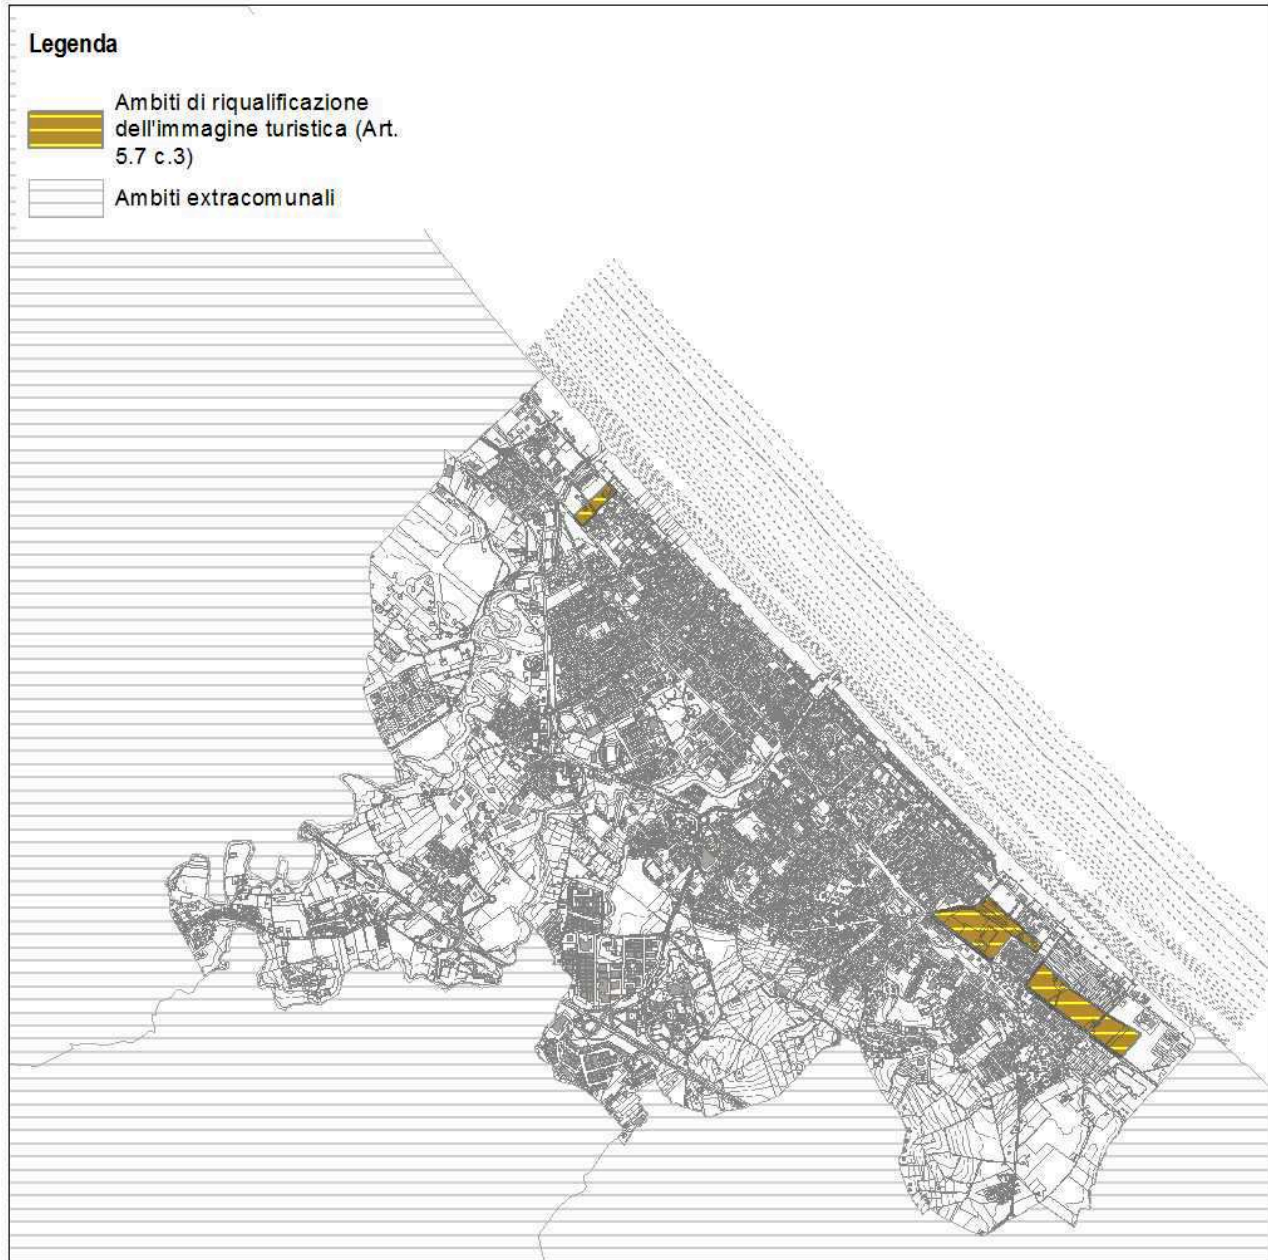 Legenda
Ambiti di riqualificazione
dell'immagine turistica (Art.
5.7 c.3)
Ambiti extracomunali